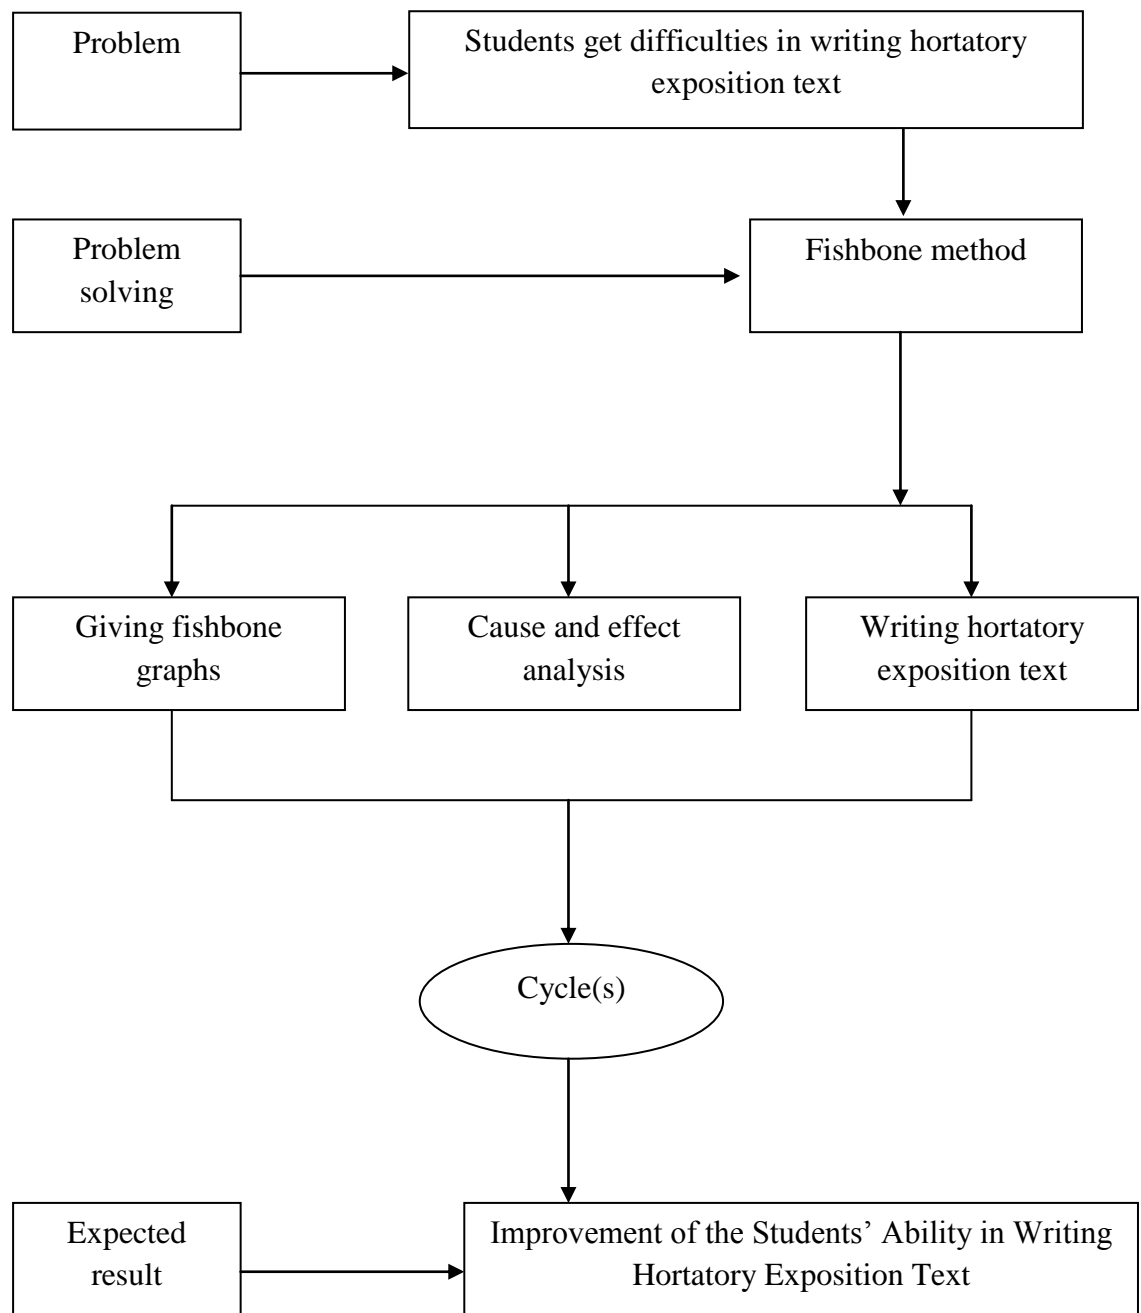 Problem
Students get difficulties in writing hortatory
exposition text
Problem
solving
Fishbone method
Giving fishbone
graphs
Cause and effect
analysis
Writing hortatory
exposition text
Cycle(s)
Expected
result
Improvement of the Students’ Ability in Writing
Hortatory Exposition Text